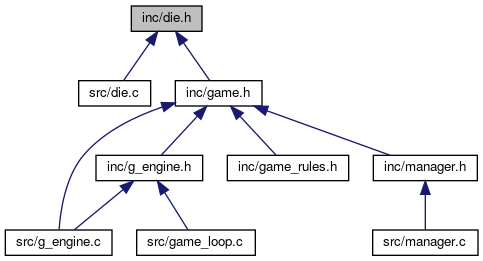 inc/die.h
src/die.c
inc/game.h
inc/g_engine.h
inc/game_rules.h
inc/manager.h
src/g_engine.c
src/game_loop.c
src/manager.c